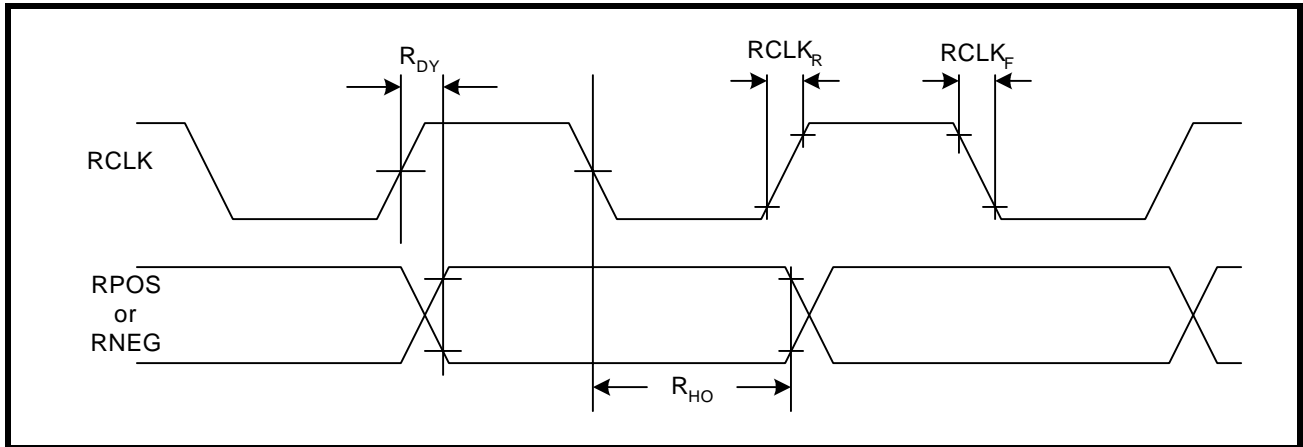 R_DY
RCLK_R
RCLK_F
RCLK
RPOS
or
RNEG
R_HO